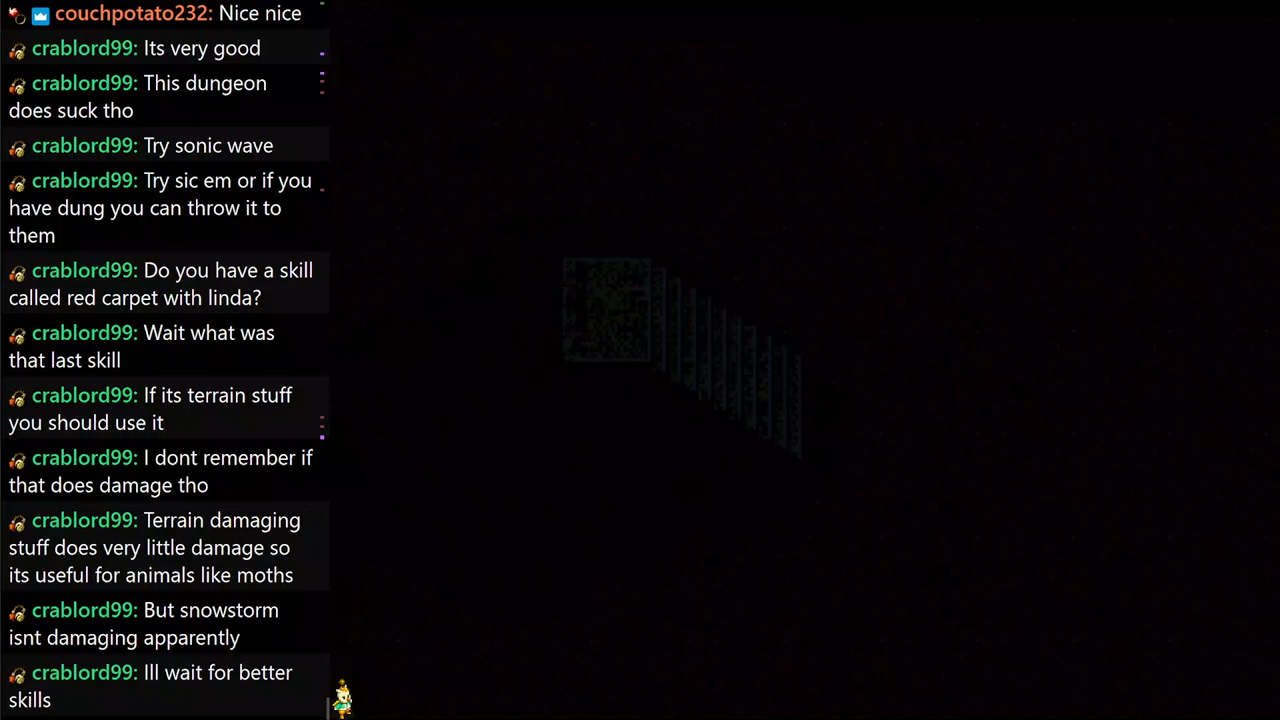 couchpotato232: Nice nice
crablord99: Its very good
crablord99: This dungeon
does suck tho
crablord99: Try sonic wave
crablord99: Try sic em or if you
have dung you can throw it to
them
crablord99: Do you have a skill
called red carpet with linda?
crablord99: Wait what was
that last skill
crablord99: If its terrain stuff
you should use it
crablord99: I dont remember if
that does damage tho
crablord99: Terrain damaging
stuff does very little damage so
its useful for animals like moths
crablord99: But snowstorm
isnt damaging apparently
crablord99: Ill wait for better
skills